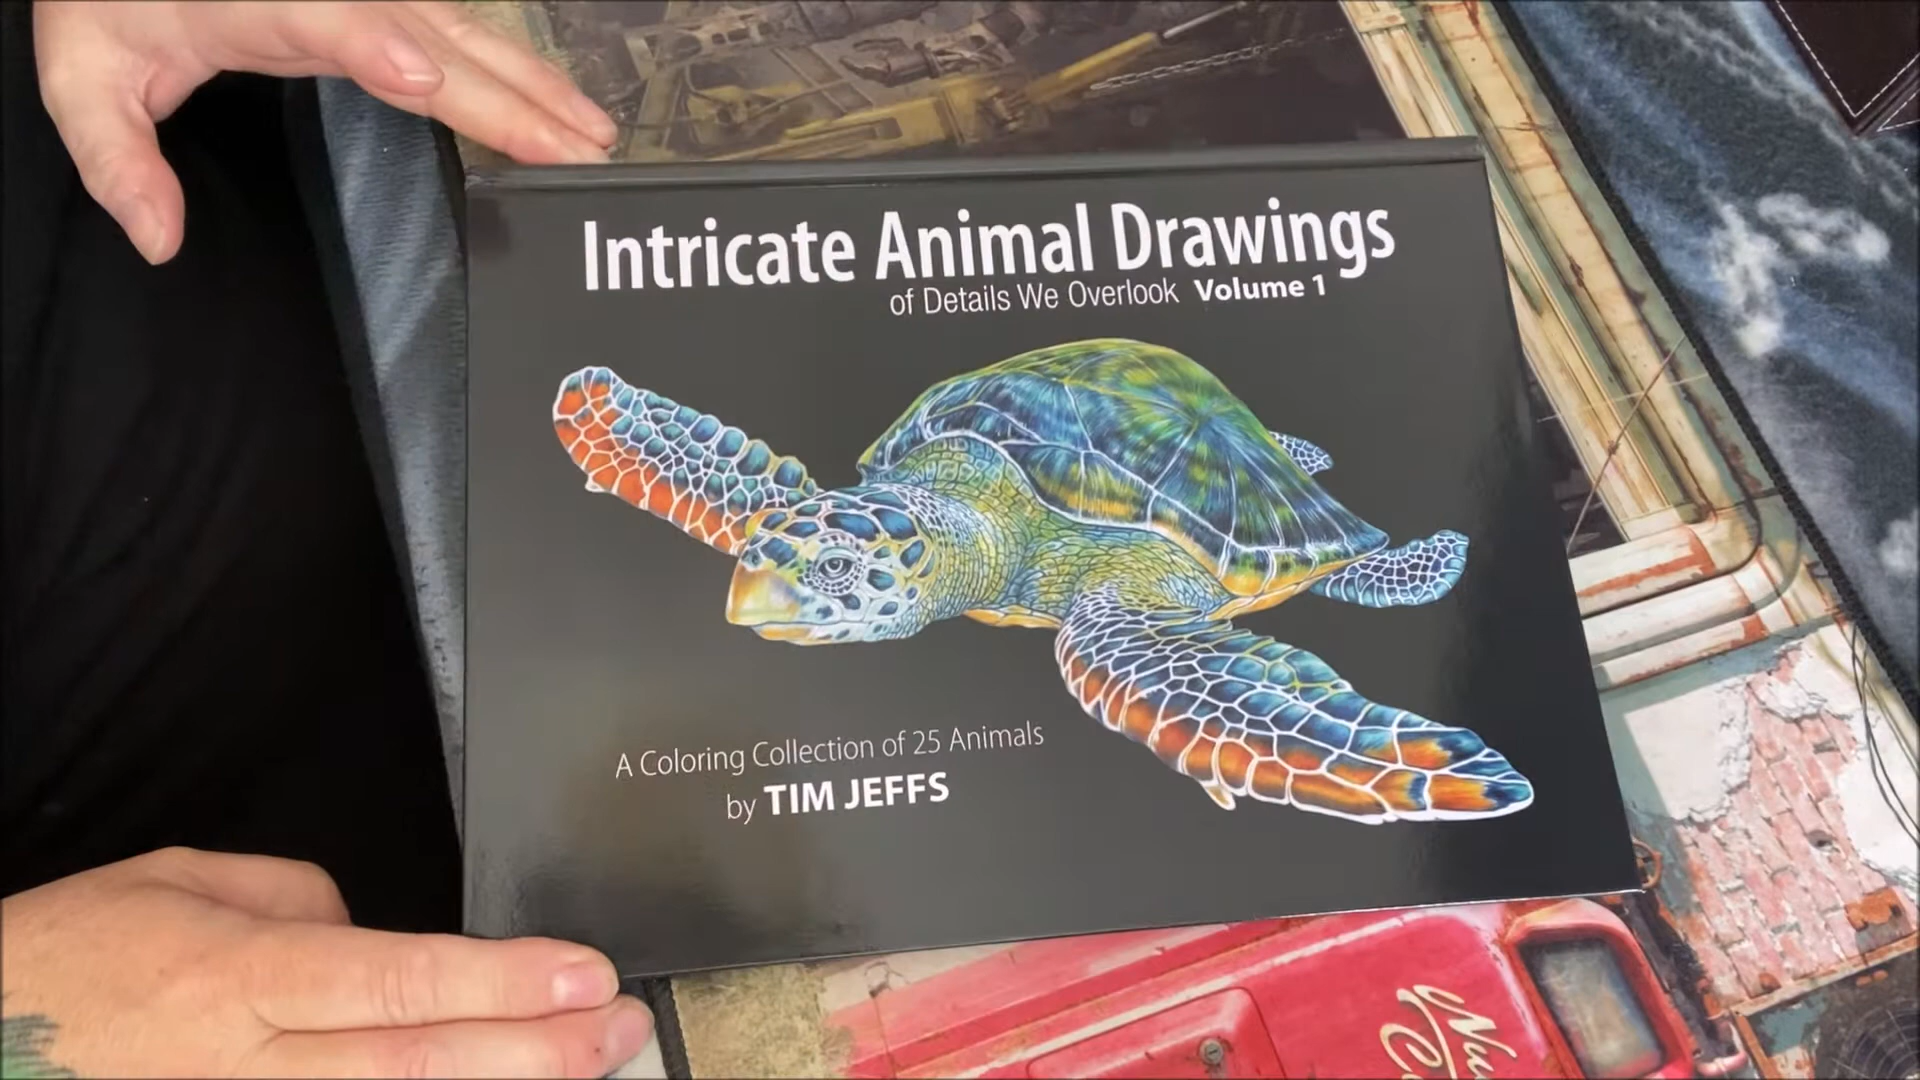 Intricate Animal Drawings
of Details We Overlook Volume 1
A Coloring Collection of 25 Animals
by TIM JEFFS